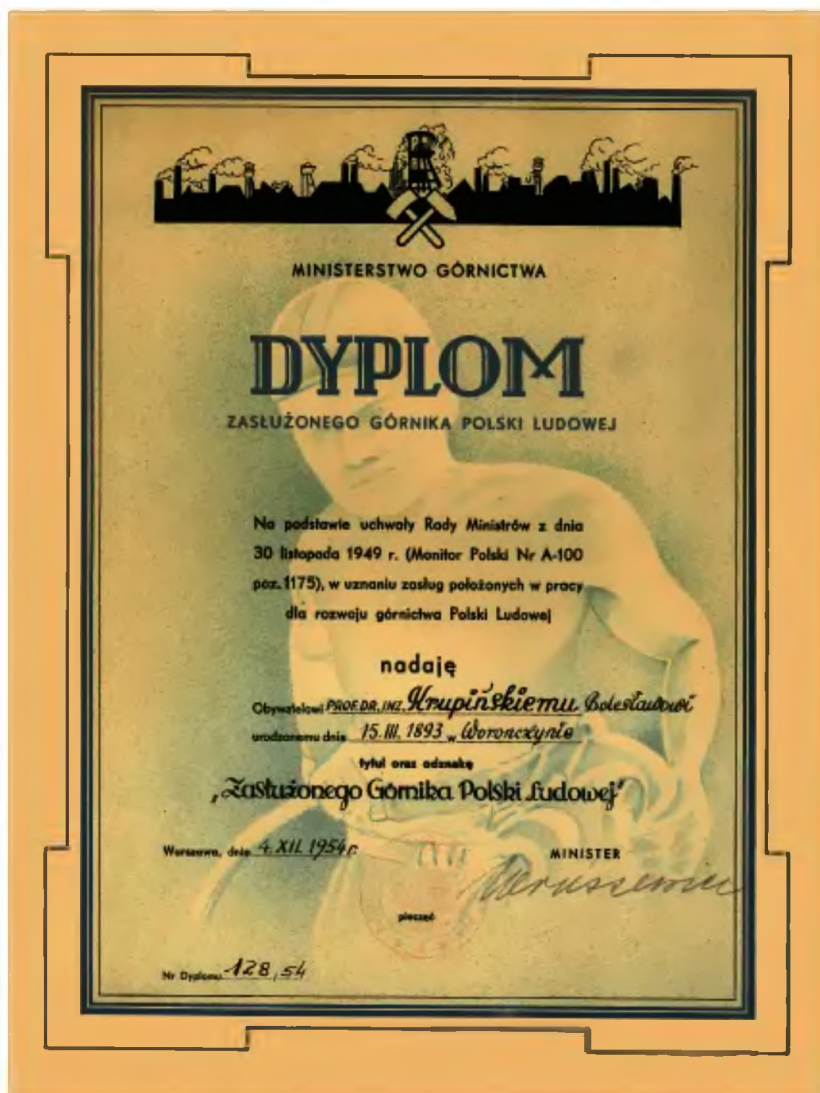 MINISTERSTWO GÓRNICTWA
DYPLOM
ZASŁUŻONEGO GÓRNIKA POLSKI LUDOWEJ
Na podstawie uchwały Rady Ministrów z dnia
30 listopada 1949 r. (Monitor Polski Nr A-100
poz. 1175), w uznaniu zasług położonych w pracy
dla rozwoju górnictwa Polski Ludowej
nadaję
Obywatelowi PROF. DR. INŻ. Krupińskiemu Bolesławowi
urodzonemu dnia 15. III. 1893 w Woronczynie
tytuł oraz odznakę
„Zasłużonego Górnika Polski Ludowej"
Warszawa, dnia 4. XII. 1954 r.
MINISTER
pieczęć
Nr Dyplomu 128, 54